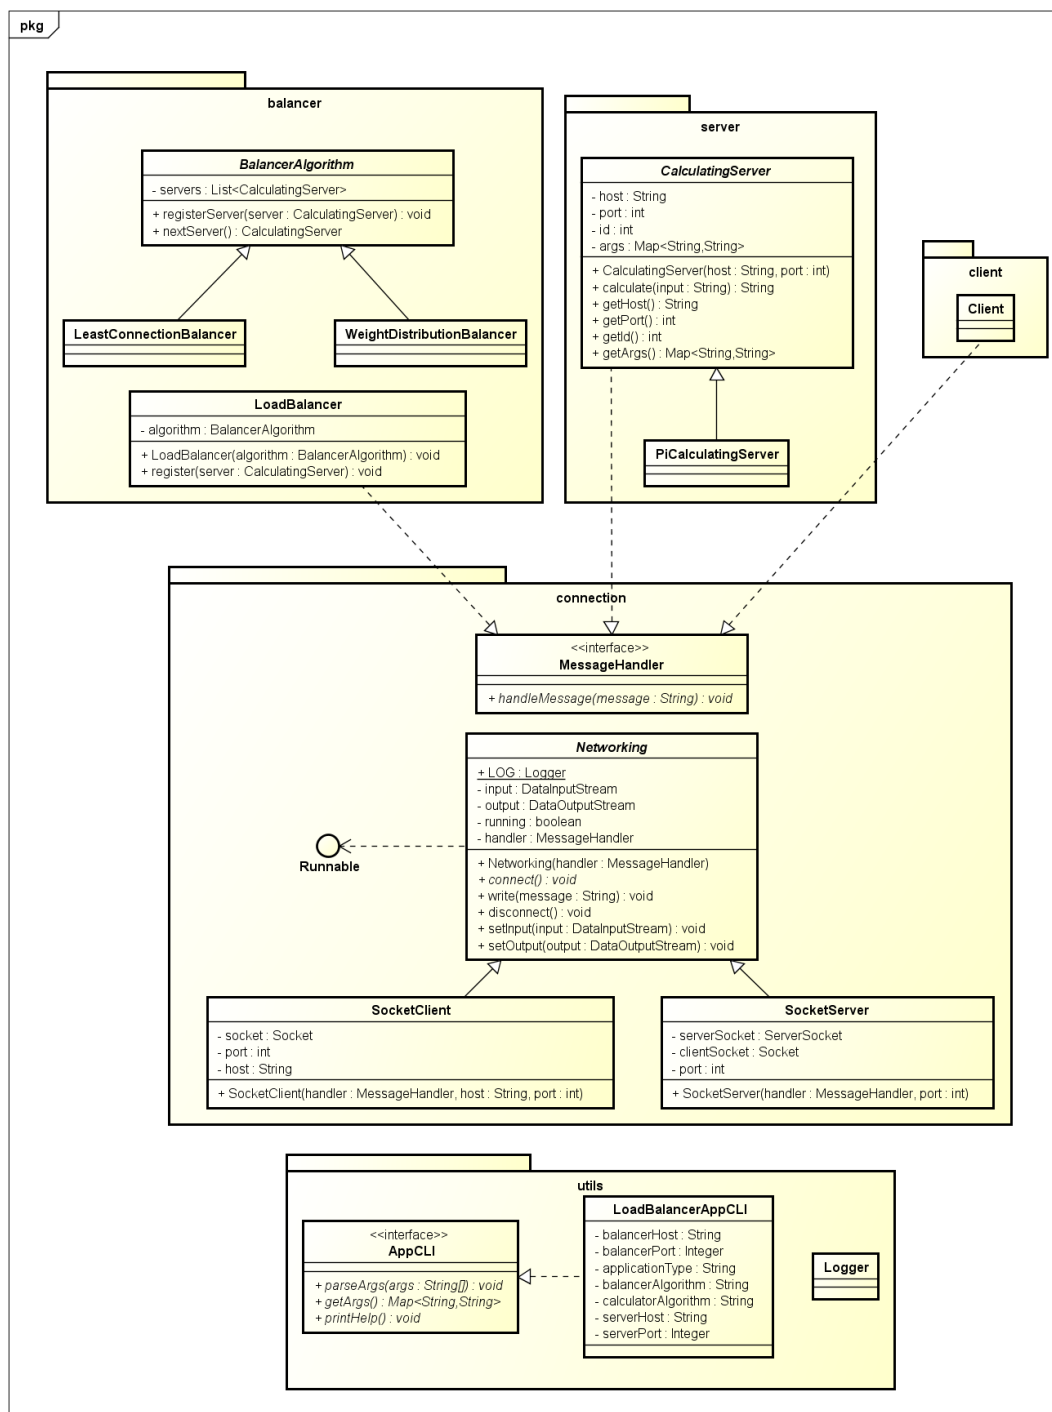 pkg
balancer
BalancerAlgorithm
- servers : List<CalculatingServer>
+ registerServer(server : CalculatingServer) : void
+ nextServer() : CalculatingServer
LeastConnectionBalancer
WeightDistributionBalancer
LoadBalancer
- algorithm : BalancerAlgorithm
+ LoadBalancer(algorithm : BalancerAlgorithm) : void
+ register(server : CalculatingServer) : void
server
CalculatingServer
- host : String
- port : int
- id : int
- args : Map<String,String>
+ CalculatingServer(host : String, port : int)
+ calculate(input : String) : String
+ getHost() : String
+ getPort() : int
+ getId() : int
+ getArgs() : Map<String,String>
PiCalculatingServer
client
Client
connection
<<interface>>
MessageHandler
+ handleMessage(message : String) : void
Networking
+ LOG : Logger
- input : DataInputStream
- output : DataOutputStream
- running : boolean
- handler : MessageHandler
+ Networking(handler : MessageHandler)
+ connect() : void
+ write(message : String) : void
+ disconnect() : void
+ setInput(input : DataInputStream) : void
+ setOutput(output : DataOutputStream) : void
Runnable
SocketClient
- socket : Socket
- port : int
- host : String
+ SocketClient(handler : MessageHandler, host : String, port : int)
SocketServer
- serverSocket : ServerSocket
- clientSocket : Socket
- port : int
+ SocketServer(handler : MessageHandler, port : int)
utils
<<interface>>
AppCLI
+ parseArgs(args : String[]) : void
+ getArgs() : Map<String,String>
+ printHelp() : void
LoadBalancerAppCLI
- balancerHost : String
- balancerPort : Integer
- applicationType : String
- balancerAlgorithm : String
- calculatorAlgorithm : String
- serverHost : String
- serverPort : Integer
Logger